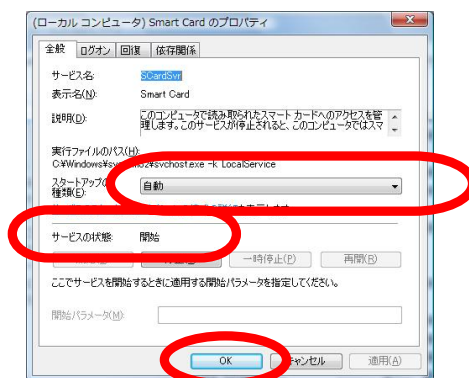 (ローカル コンピュータ) Smart Card のプロパティ
全般 ログオン 回復 依存関係
サービス名: SCardSvr
表示名(N): Smart Card
説明(D): このコンピュータで読み取られたスマート カードへのアクセスを管
理します。このサービスが停止されると、このコンピュータではスマ
実行ファイルのパス(H):
C:¥Windows¥sy ¥svchost.exe -k LocalService
スタートアップの
種類(E): 自動
サービスの状態: 開始
一時停止(P) 再開(R)
ここでサービスを開始するときに適用する開始パラメータを指定してください。
開始パラメータ(M):
OK キャンセル 適用(A)